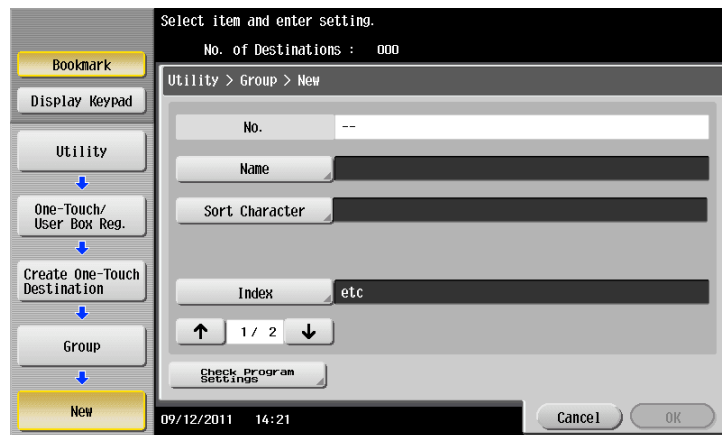 Select item and enter setting.
No. of Destinations :   000
Bookmark
Display Keypad
Utility
One-Touch/
User Box Reg.
Create One-Touch
Destination
Group
New
Utility > Group > New
No.   --
Name
Sort Character
Index   etc
↑   1/ 2   ↓
Check Program
Settings
09/12/2011   14:21
Cancel   OK